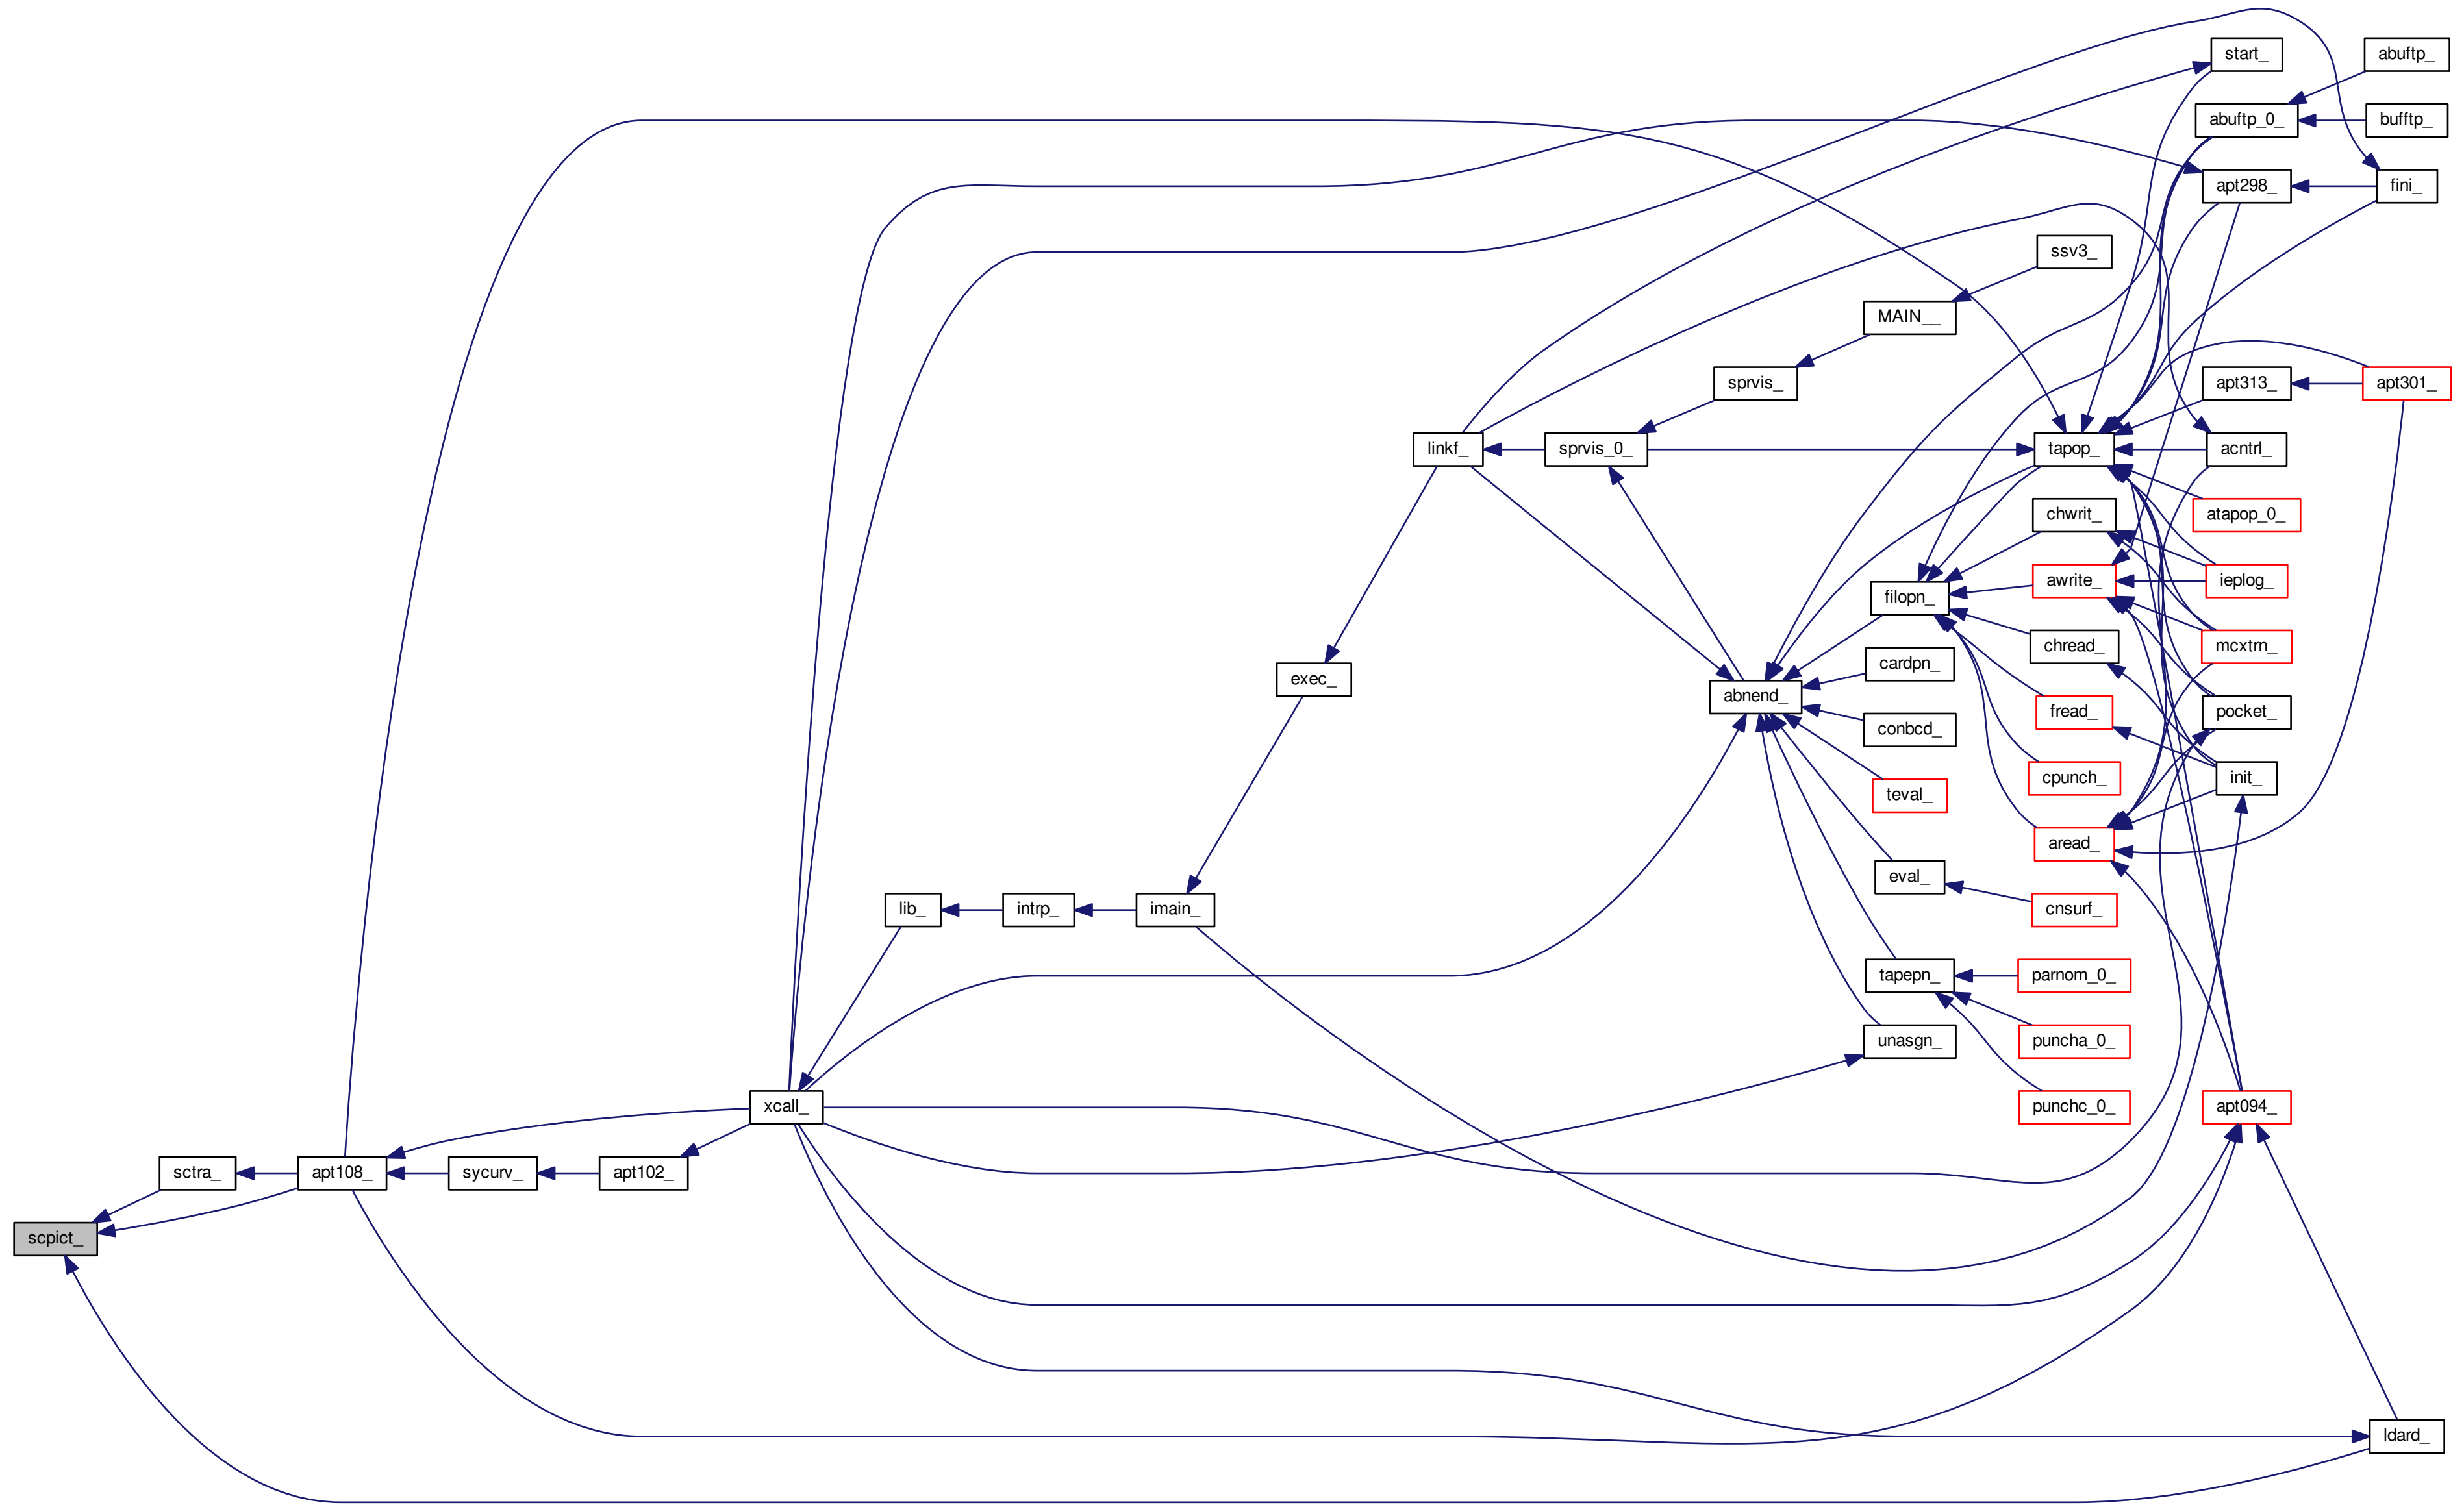 start_
abuftp_
abuftp_0_
bufftp_
apt298_
fini_
ssv3_
MAIN__
sprvis_
apt313_
apt301_
linkf_
sprvis_0_
tapop_
acntrl_
chwrit_
atapop_0_
filopn_
awrite_
ieplog_
chread_
mcxtrn_
exec_
abnend_
cardpn_
fread_
pocket_
conbcd_
cpunch_
init_
teval_
aread_
eval_
lib_
intrp_
imain_
cnsurf_
tapepn_
parnom_0_
unasgn_
puncha_0_
xcall_
punchc_0_
apt094_
sctra_
apt108_
sycurv_
apt102_
scpict_
ldard_